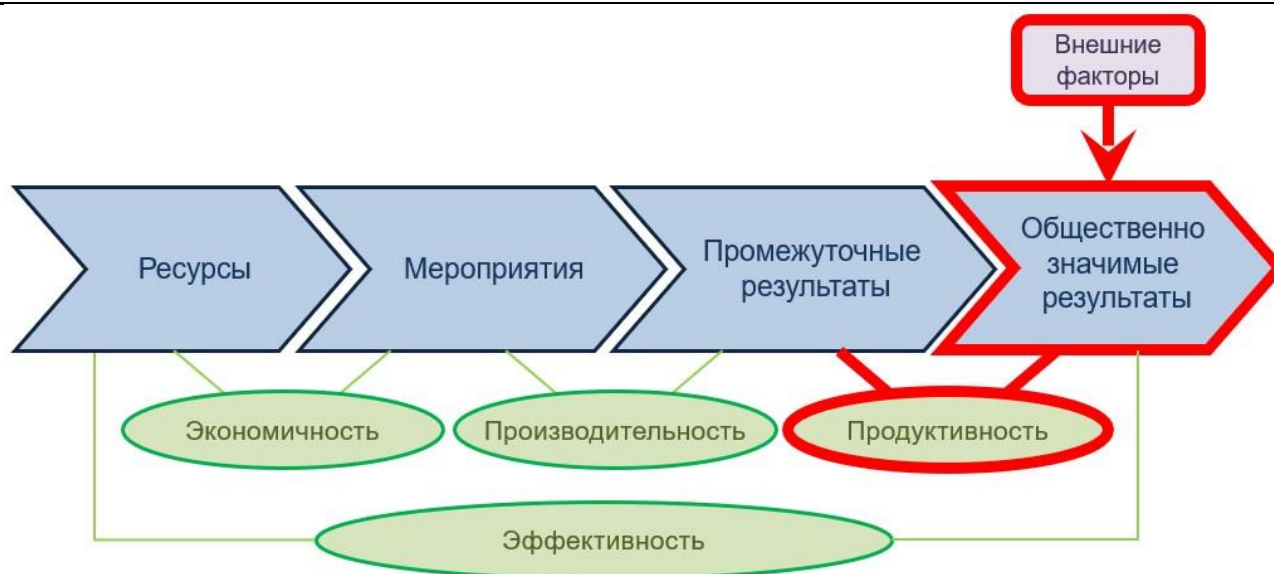 Внешние
факторы
Ресурсы
Мероприятия
Промежуточные
результаты
Общественно
значимые
результаты
Экономичность
Производительность
Продуктивность
Эффективность